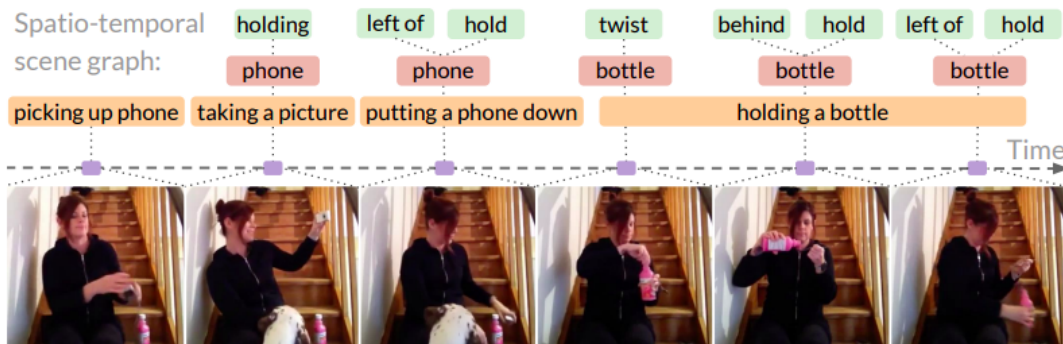 Spatio-temporal
scene graph:
holding left of hold twist behind hold left of hold
phone phone bottle bottle bottle
picking up phone taking a picture putting a phone down holding a bottle
Time